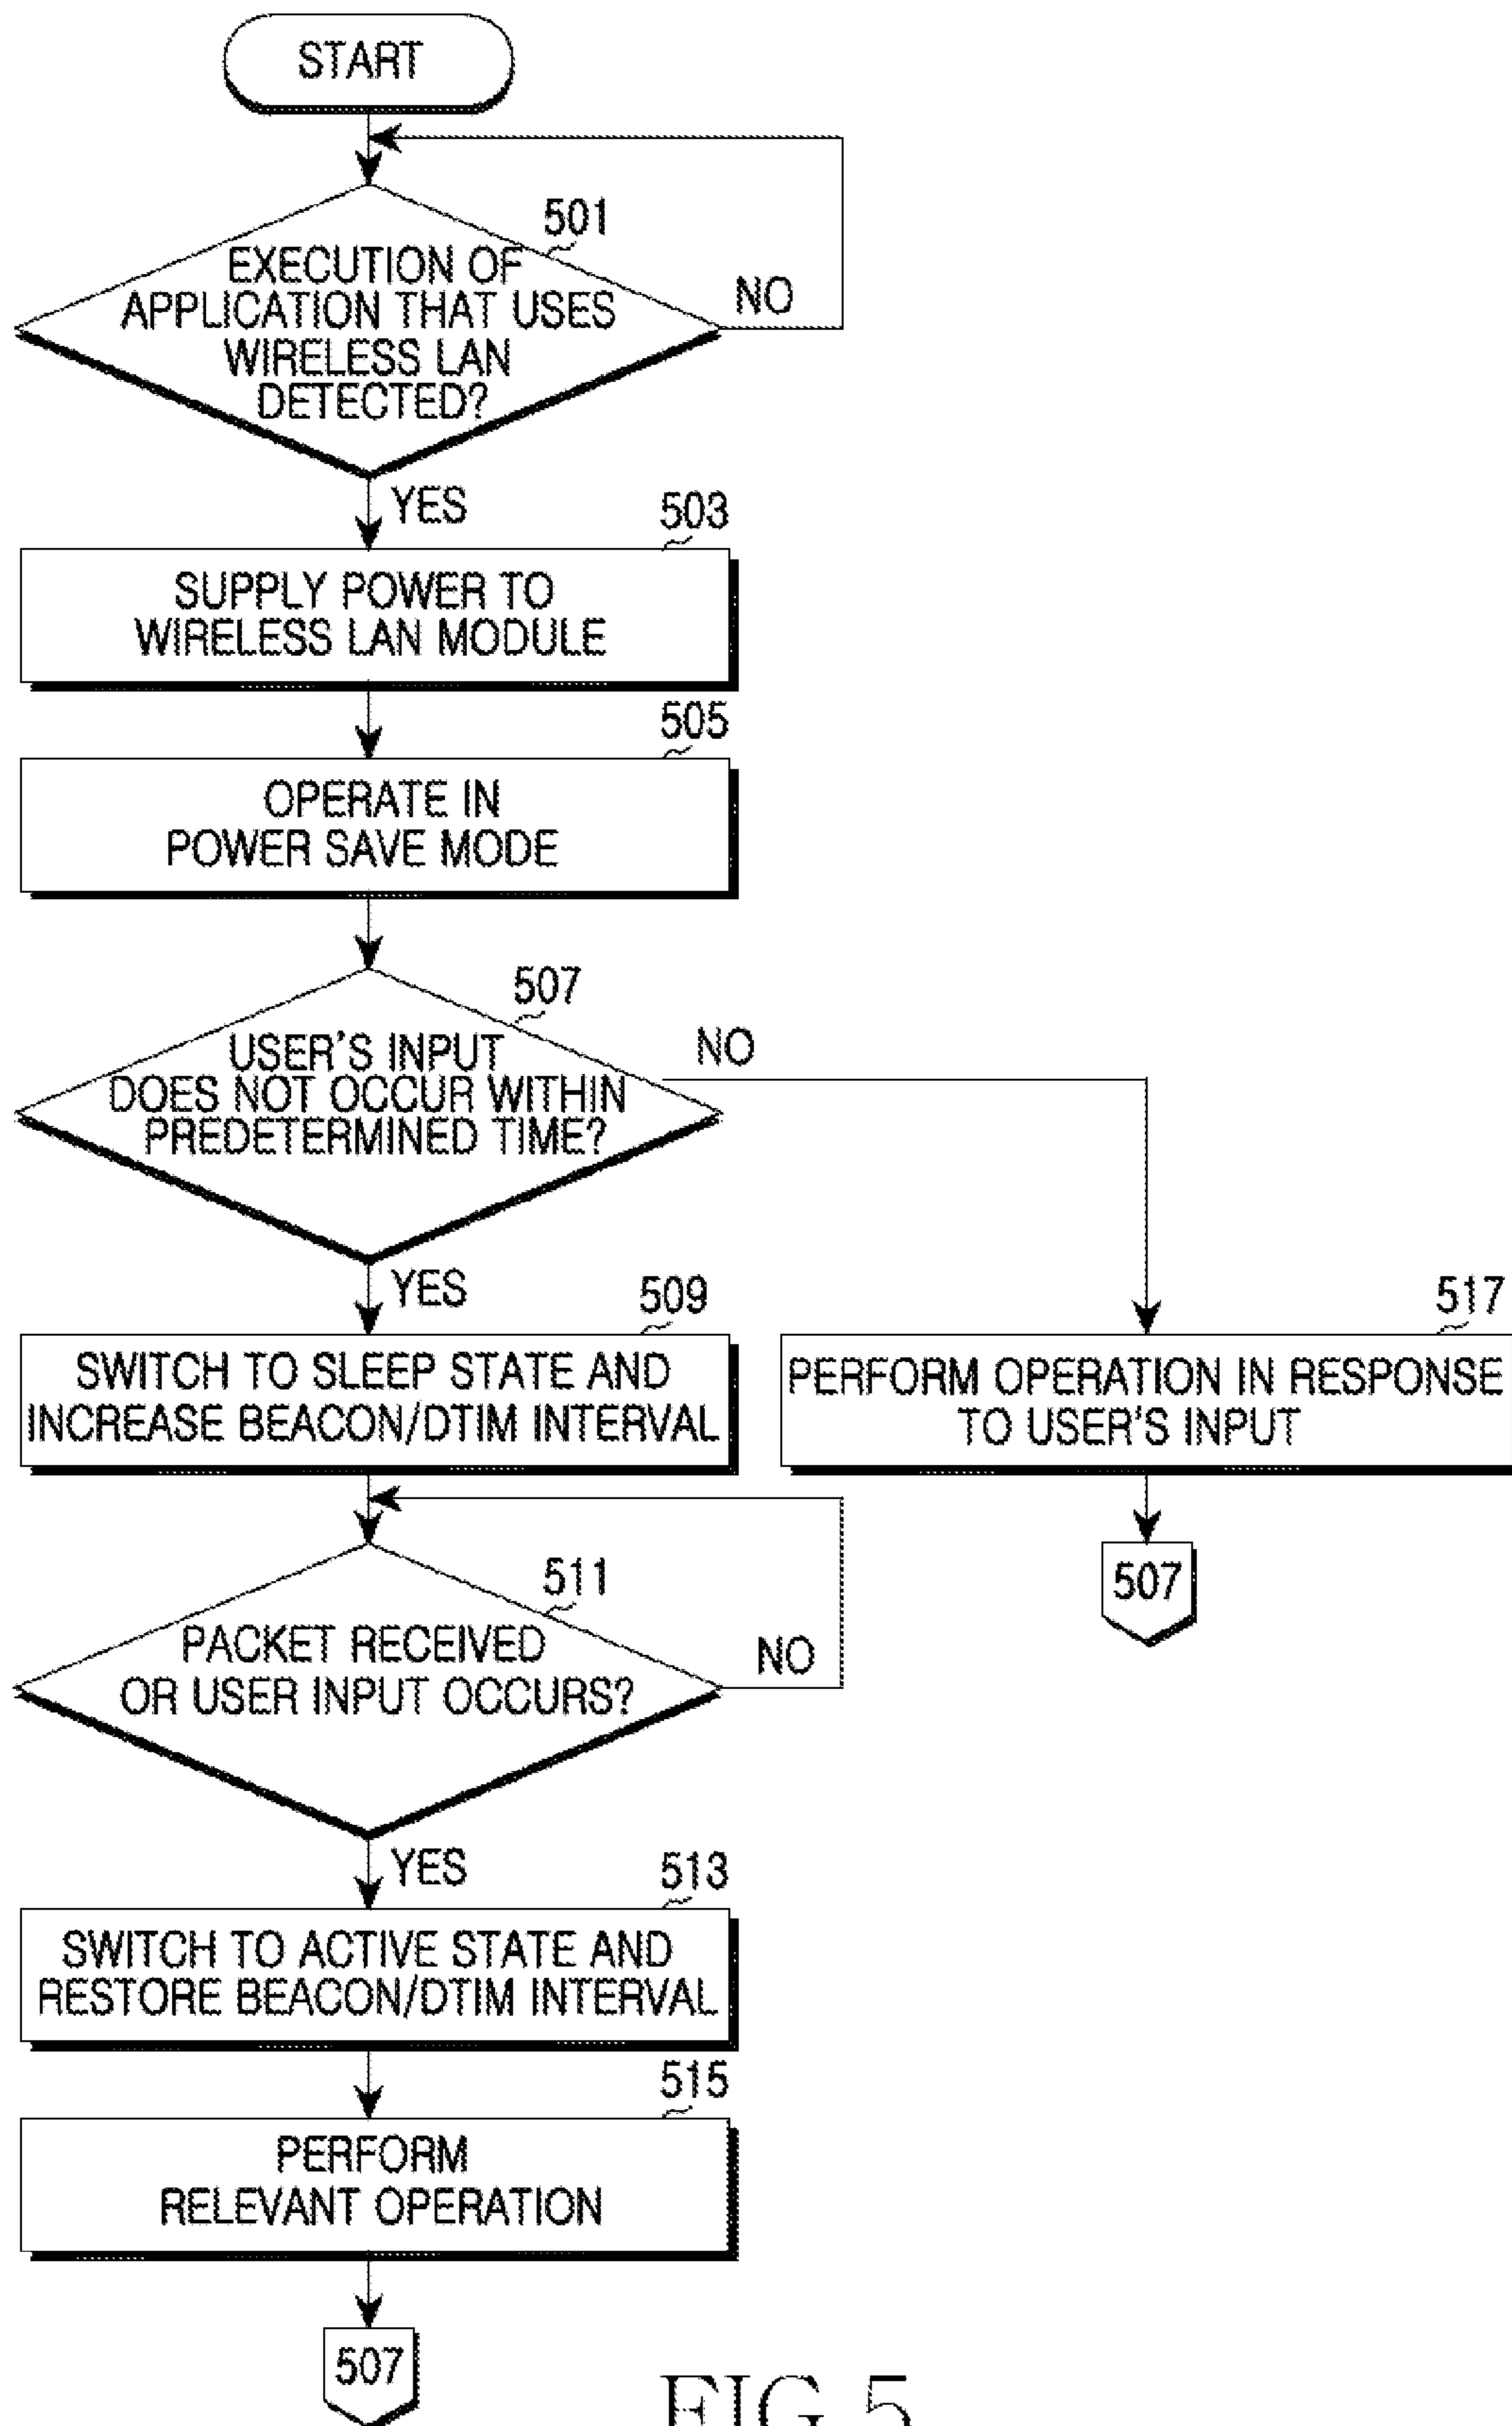 START
501
EXECUTION OF
APPLICATION THAT USES
WIRELESS LAN
DETECTED?
NO
YES
503
SUPPLY POWER TO
WIRELESS LAN MODULE
505
OPERATE IN
POWER SAVE MODE
507
USER'S INPUT
DOES NOT OCCUR WITHIN
PREDETERMINED TIME?
NO
YES
509
SWITCH TO SLEEP STATE AND
INCREASE BEACON/DTIM INTERVAL
517
PERFORM OPERATION IN RESPONSE
TO USER'S INPUT
507
511
PACKET RECEIVED
OR USER INPUT OCCURS?
NO
YES
513
SWITCH TO ACTIVE STATE AND
RESTORE BEACON/DTIM INTERVAL
515
PERFORM
RELEVANT OPERATION
507
FIG.5